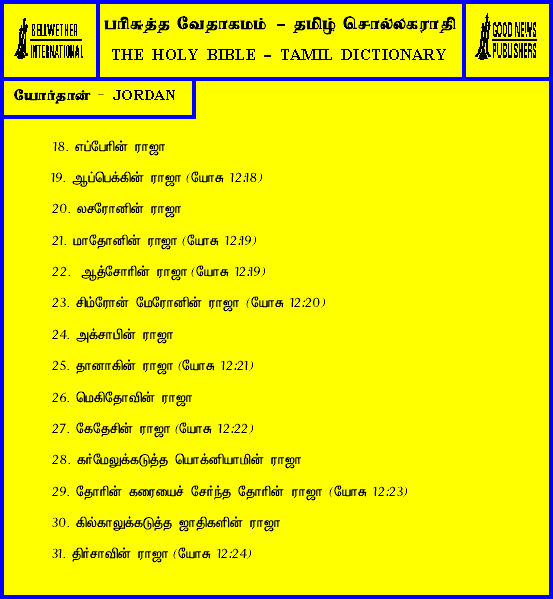 BELLWETHER
INTERNATIONAL
பரிசுத்த வேதாகமம் - தமிழ் சொல்லகராதி
THE HOLY BIBLE - TAMIL DICTIONARY
GOOD NEWS
PUBLISHERS
யோர்தான் - JORDAN
18. எப்பேரின் ராஜா
19. ஆப்பெக்கின் ராஜா (யோசு 12:18)
20. லசரோனின் ராஜா
21. மாதோனின் ராஜா (யோசு 12:19)
22. ஆத்சோரின் ராஜா (யோசு 12:19)
23. சிம்ரோன் மேரோனின் ராஜா (யோசு 12:20)
24. அக்சாபின் ராஜா
25. தானாகின் ராஜா (யோசு 12:21)
26. மெகிதோவின் ராஜா
27. கேதேசின் ராஜா (யோசு 12:22)
28. கர்மேலுக்கடுத்த யொக்னியாமின் ராஜா
29. தோரின் கரையைச் சேர்ந்த தோரின் ராஜா (யோசு 12:23)
30. கில்காலுக்கடுத்த ஜாதிகளின் ராஜா
31. திர்சாவின் ராஜா (யோசு 12:24)